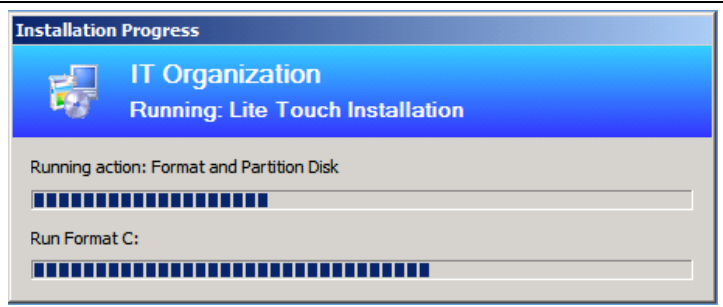 Installation Progress
IT Organization
Running: Lite Touch Installation
Running action: Format and Partition Disk
Run Format C: